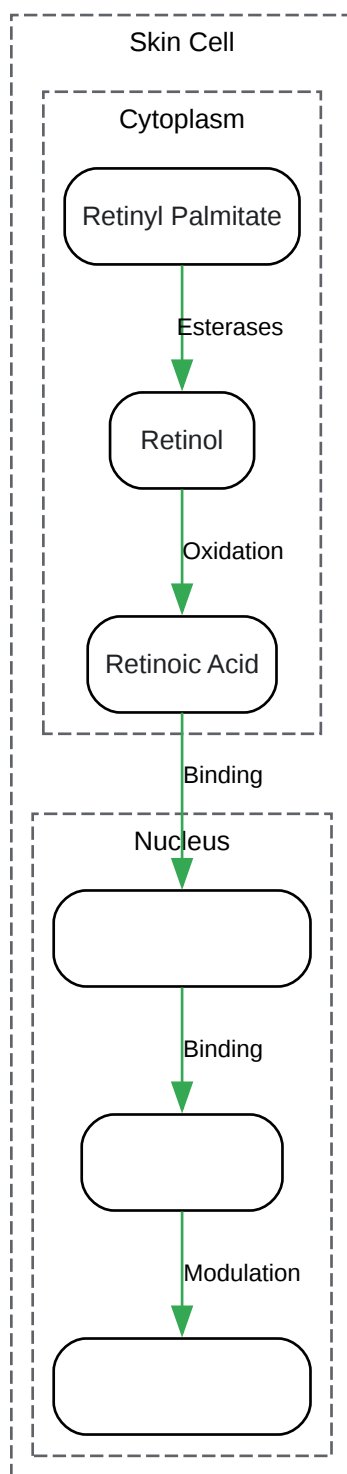 Skin Cell
Cytoplasm
Retinyl Palmitate
Esterases
Retinol
Oxidation
Retinoic Acid
Binding
Nucleus
Binding
Modulation